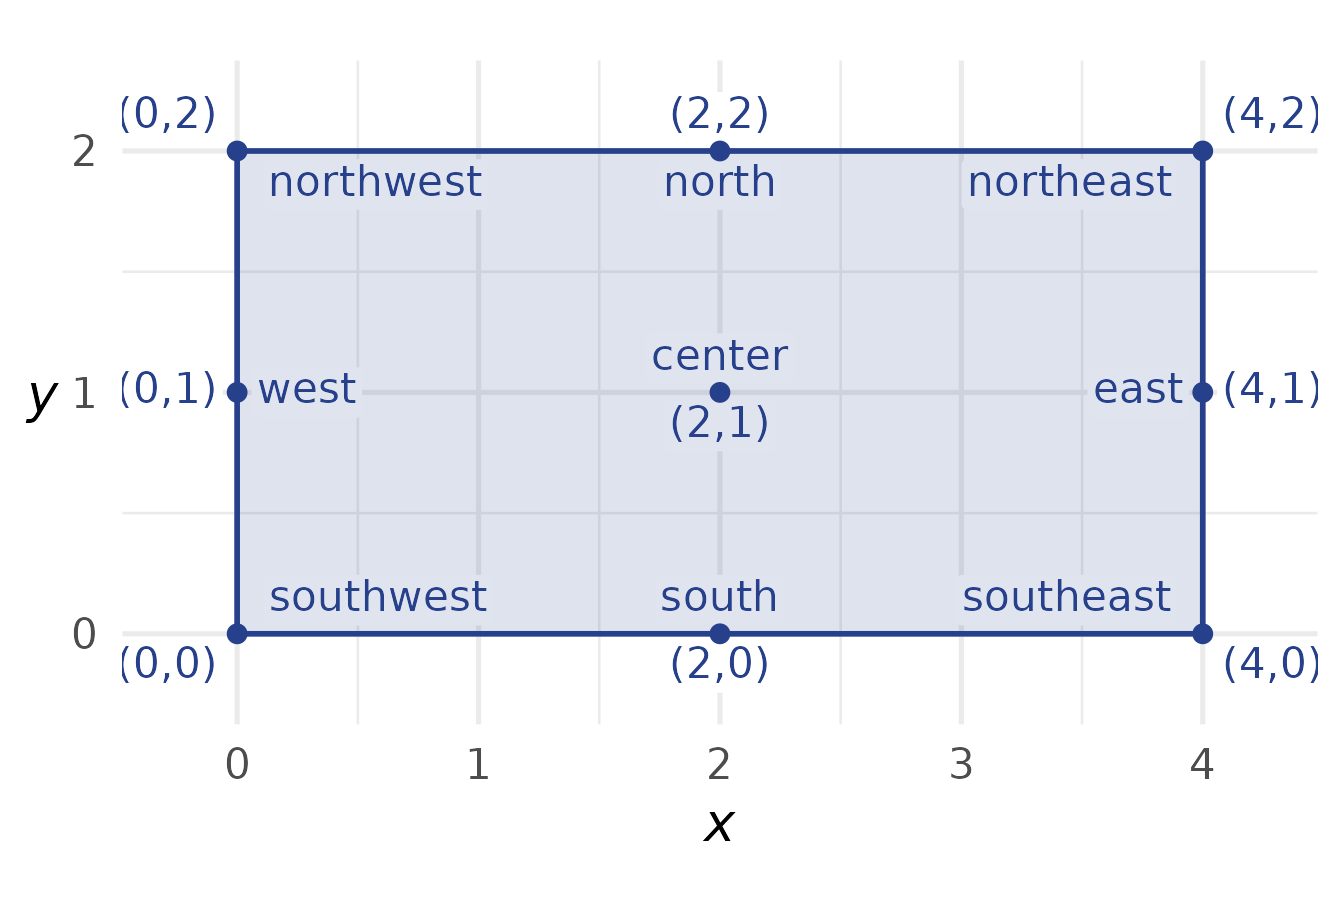 (0,2) (2,2) (4,2)
2
northwest north northeast
center
y 1 (0,1) west east (4,1)
(2,1)
southwest south southeast
0
(0,0) (2,0) (4,0)
0 1 2 3 4
x